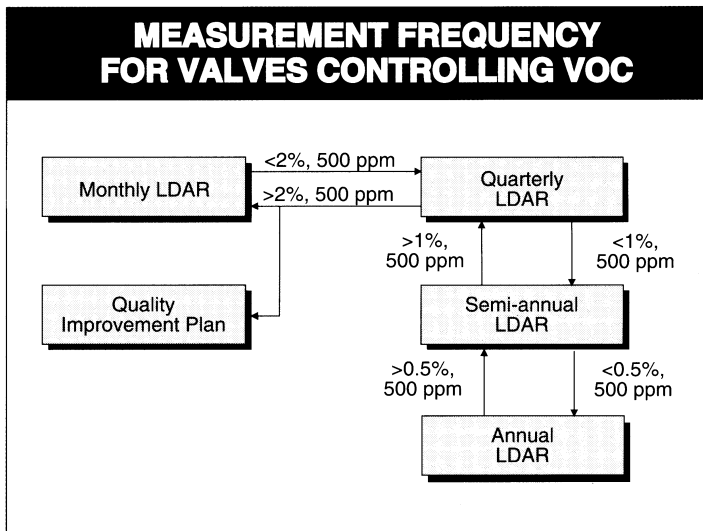 MEASUREMENT FREQUENCY
FOR VALVES CONTROLLING VOC
Monthly LDAR
<2%, 500 ppm
>2%, 500 ppm
Quarterly
LDAR
>1%,
500 ppm
<1%,
500 ppm
Quality
Improvement Plan
Semi-annual
LDAR
>0.5%,
500 ppm
<0.5%,
500 ppm
Annual
LDAR